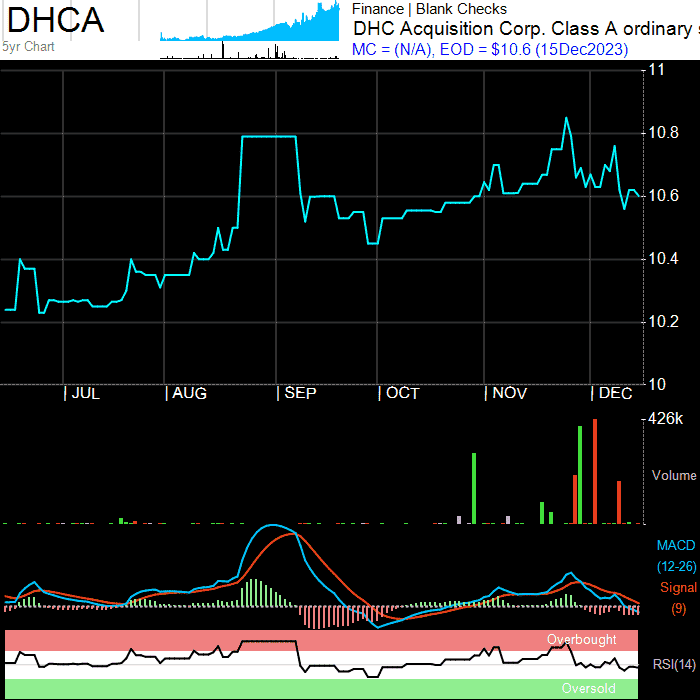 DHCA
5yr Chart
Finance | Blank Checks
DHC Acquisition Corp. Class A ordinary s
MC = (N/A), EOD = $10.6 (15Dec2023)
11
10.8
10.6
10.4
10.2
10
| JUL | AUG | SEP | OCT | NOV | DEC
426k
Volume
MACD
(12-26)
Signal
(9)
Overbought
RSI(14)
Oversold